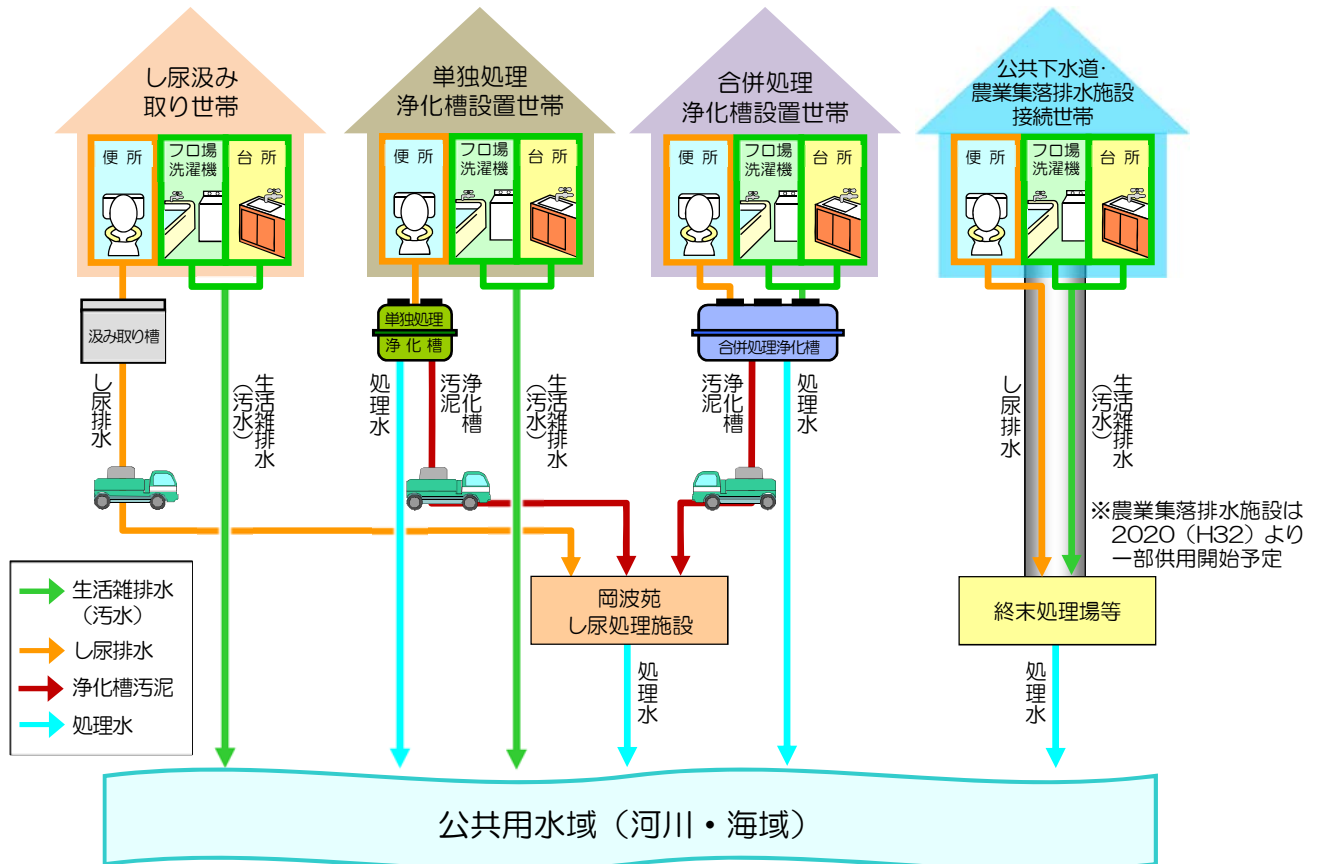 し尿汲み
取り世帯
便 所
フロ場
洗濯機
台 所
汲み取り槽
し尿排水
生活雑排水
(汚水)
単独処理
浄化槽設置世帯
便 所
フロ場
洗濯機
台 所
単独処理
浄 化 槽
処理水
浄化槽
汚泥
生活雑排水
(汚水)
合併処理
浄化槽設置世帯
便 所
フロ場
洗濯機
台 所
合併処理浄化槽
浄化槽
汚泥
処理水
公共下水道・
農業集落排水施設
接続世帯
便 所
フロ場
洗濯機
台 所
し尿排水
生活雑排水
(汚水)
※農業集落排水施設は
2020(H32)より
一部供用開始予定
岡波苑
し尿処理施設
処理水
終末処理場等
処理水
生活雑排水
(汚水)
し尿排水
浄化槽汚泥
処理水
公共用水域(河川・海域)